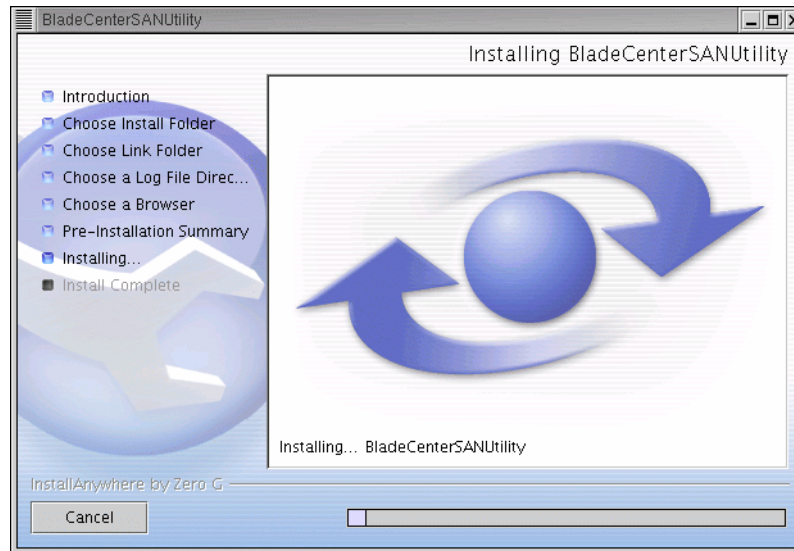 BladeCenterSANUtility
Installing BladeCenterSANUtility
Introduction
Choose Install Folder
Choose Link Folder
Choose a Log File Direc...
Choose a Browser
Pre-Installation Summary
Installing...
Install Complete
Installing... BladeCenterSANUtility
InstallAnywhere by Zero G
Cancel